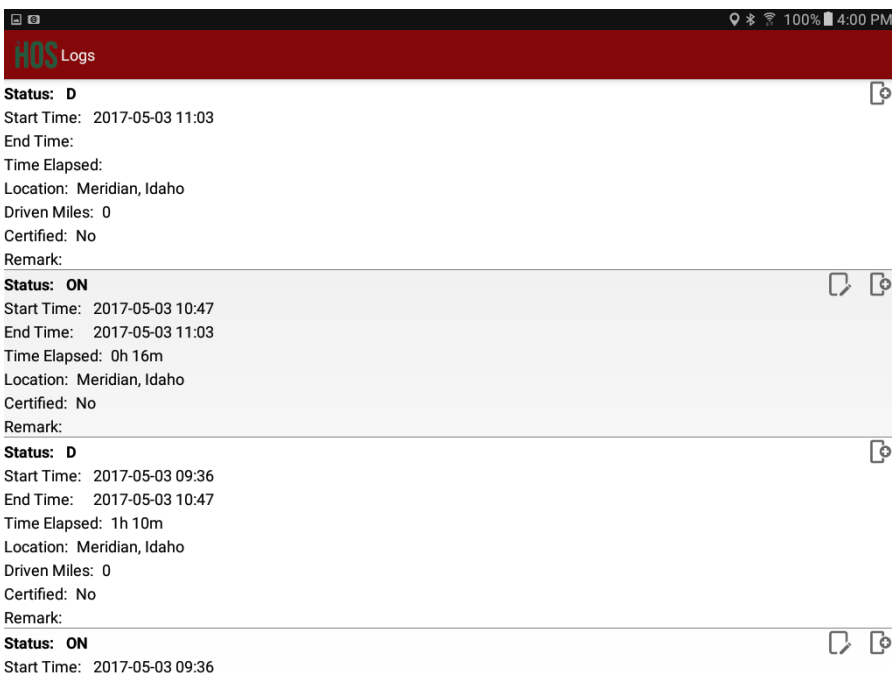 100% 4:00 PM
HOS Logs
Status: D
Start Time: 2017-05-03 11:03
End Time:
Time Elapsed:
Location: Meridian, Idaho
Driven Miles: 0
Certified: No
Remark:
Status: ON
Start Time: 2017-05-03 10:47
End Time: 2017-05-03 11:03
Time Elapsed: 0h 16m
Location: Meridian, Idaho
Certified: No
Remark:
Status: D
Start Time: 2017-05-03 09:36
End Time: 2017-05-03 10:47
Time Elapsed: 1h 10m
Location: Meridian, Idaho
Driven Miles: 0
Certified: No
Remark:
Status: ON
Start Time: 2017-05-03 09:36